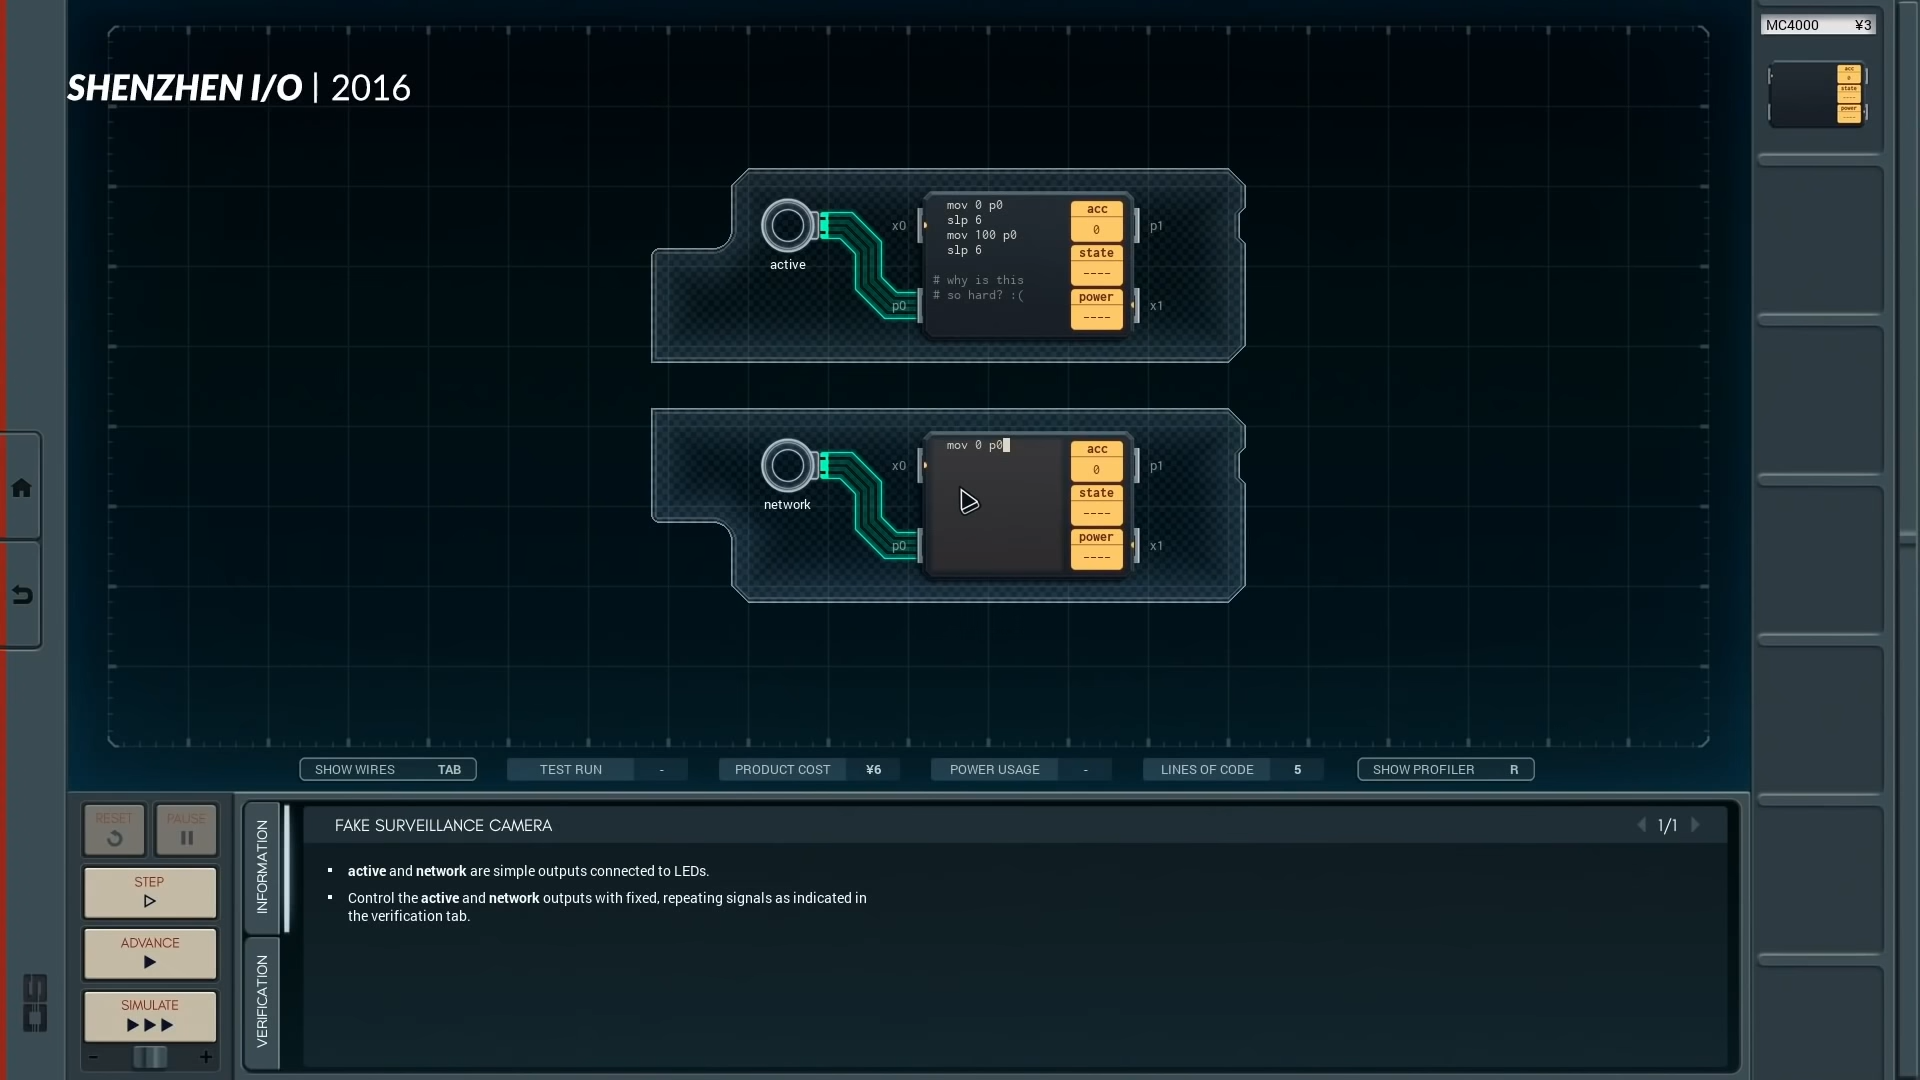 MC4000 ¥3
acc
0
state
----
power
----
SHENZHEN I/O | 2016
active
x0
p0
mov 0 p0
slp 6
mov 100 p0
slp 6
# why is this
# so hard? :(
acc
0
state
----
power
----
p1
x1
network
x0
p0
mov 0 p0
acc
0
state
----
power
----
p1
x1
SHOW WIRES TAB
TEST RUN -
PRODUCT COST ¥6
POWER USAGE -
LINES OF CODE 5
SHOW PROFILER R
RESET
PAUSE
STEP
ADVANCE
SIMULATE
- +
INFORMATION
VERIFICATION
FAKE SURVEILLANCE CAMERA
1/1
▪ active and network are simple outputs connected to LEDs.
▪ Control the active and network outputs with fixed, repeating signals as indicated in
the verification tab.